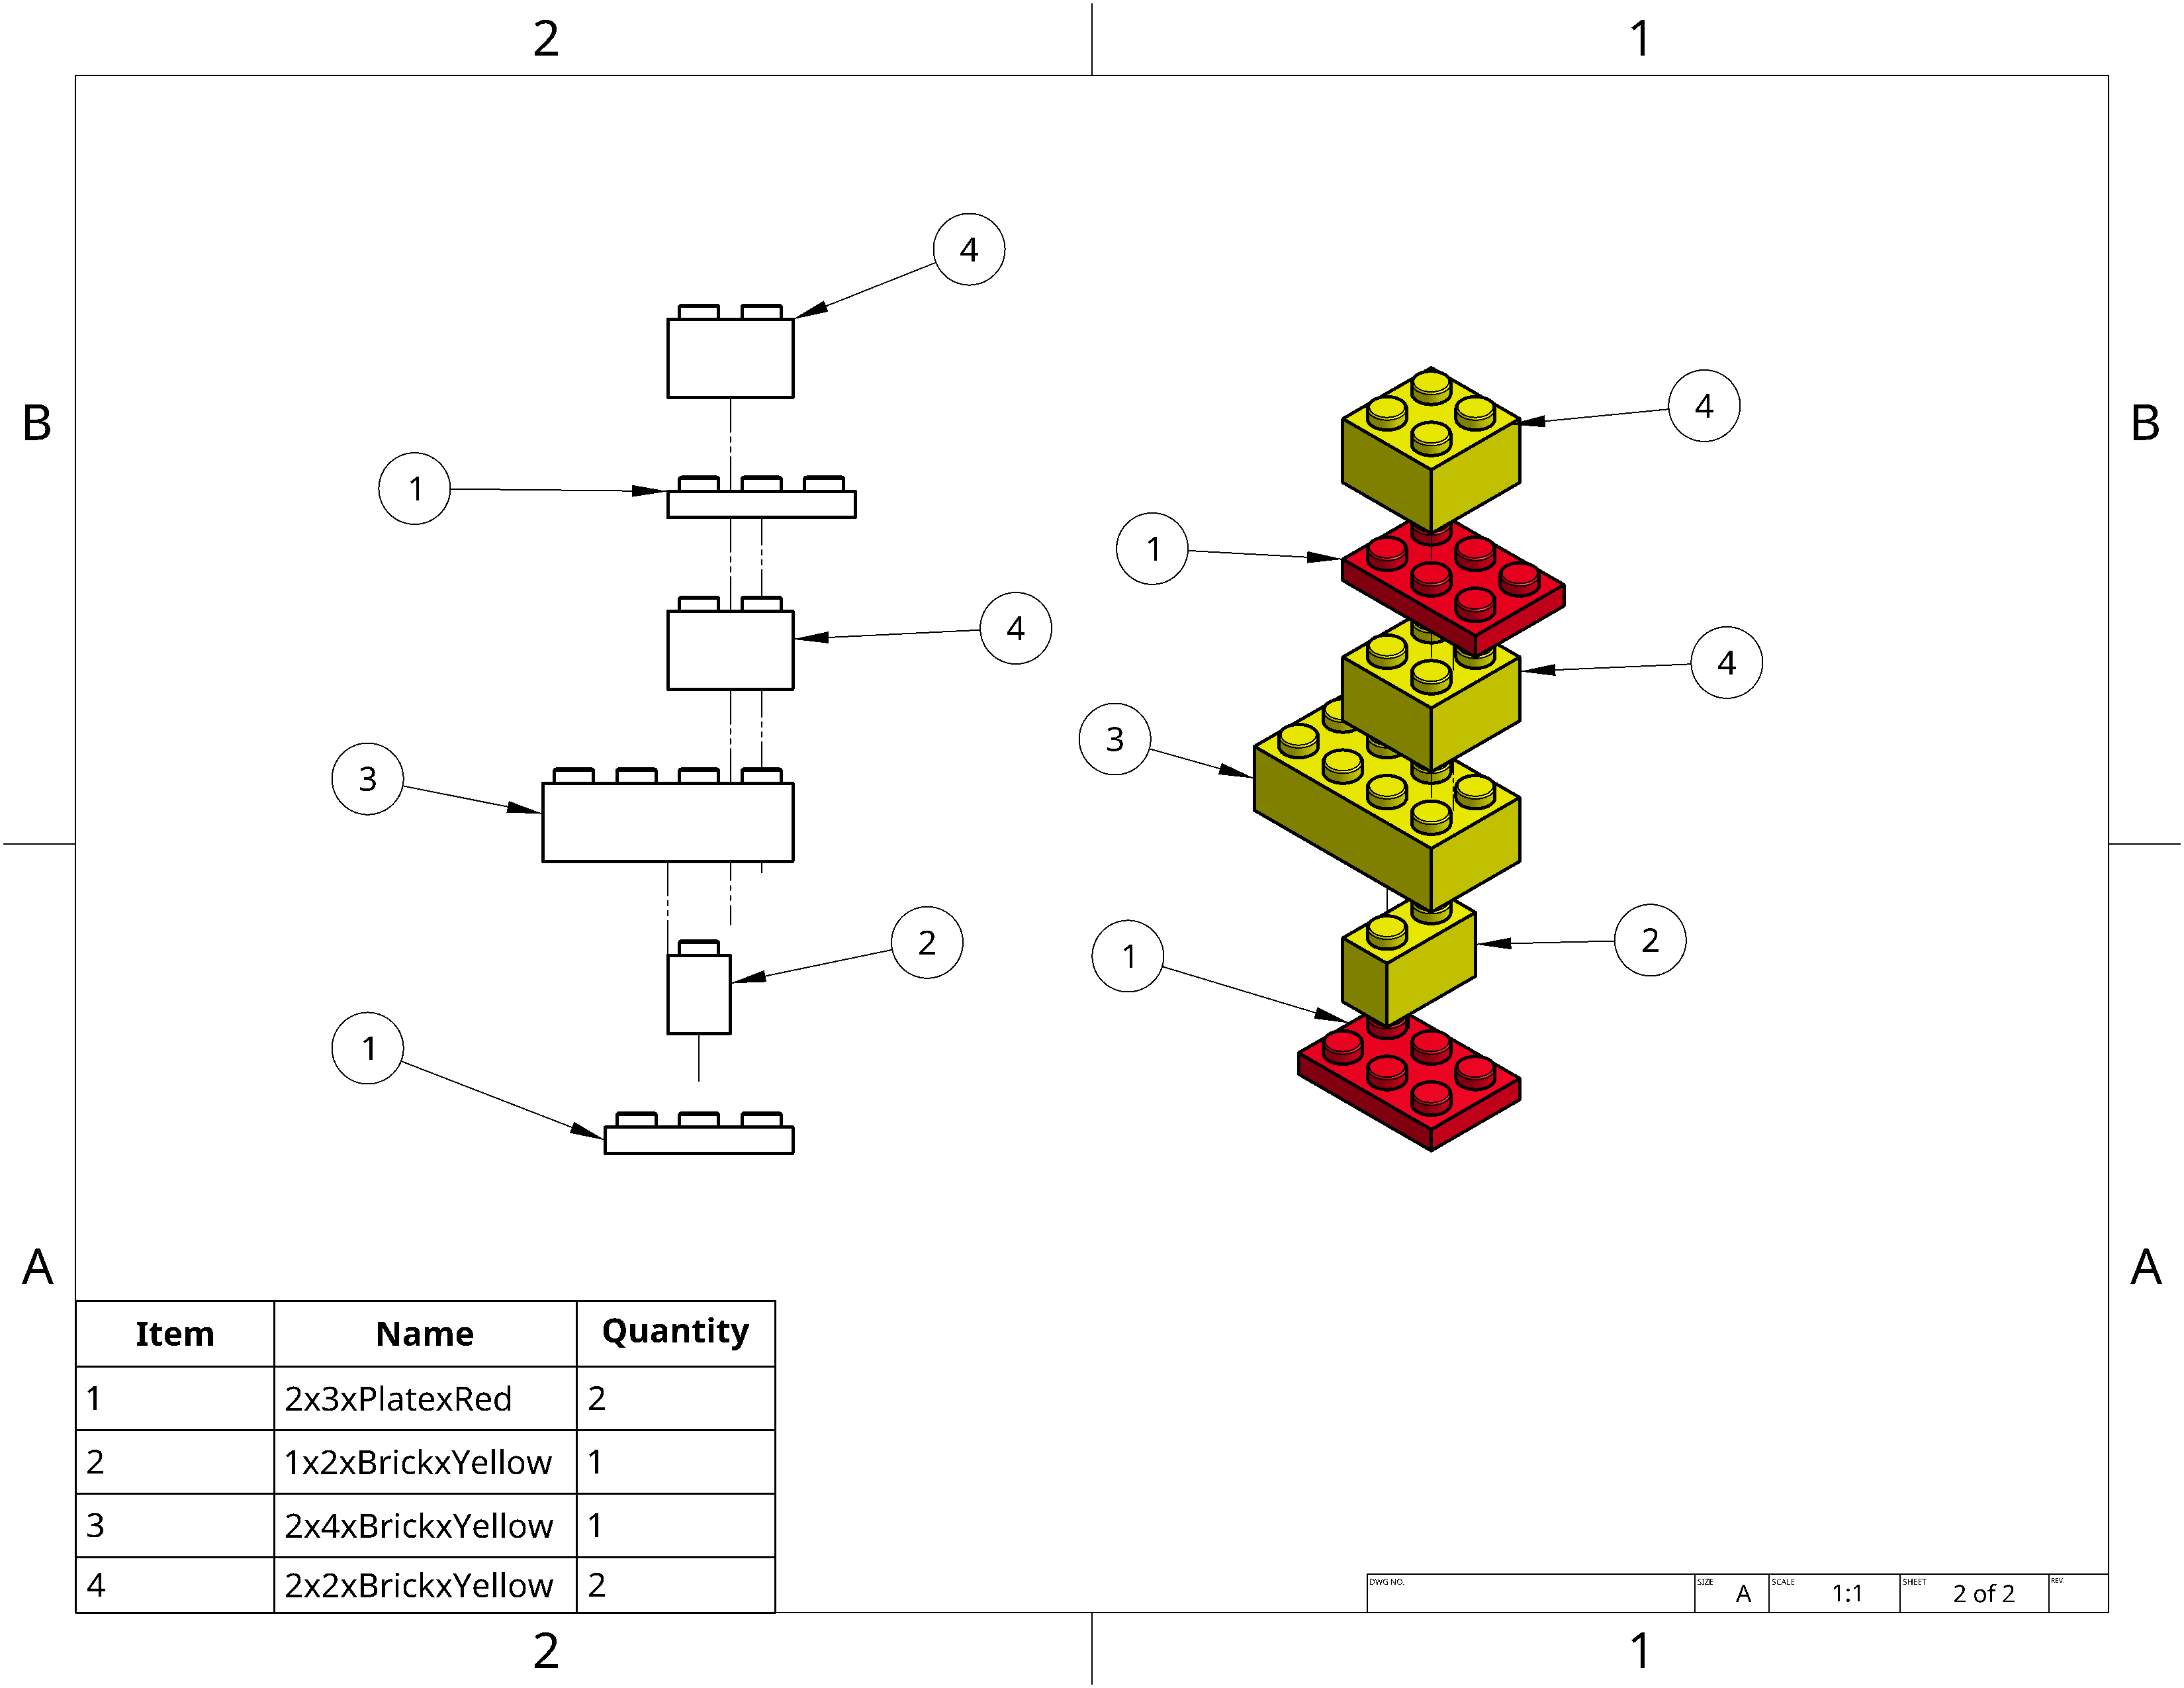 2 1
4
4
B B
1
1
4
4
3
3
2
2
1
1
A A
Item Name Quantity
1 2x3xPlatexRed 2
2 1x2xBrickxYellow 1
3 2x4xBrickxYellow 1
4 2x2xBrickxYellow 2
DWG NO. SIZE A SCALE 1:1 SHEET 2 of 2 REV.
2 1